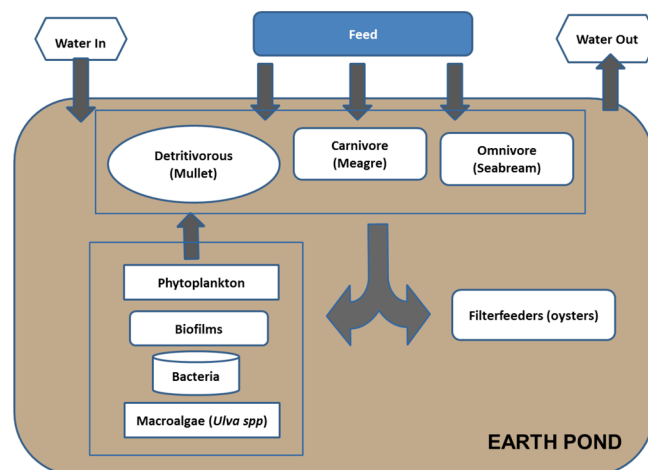 Water In
Feed
Water Out
Detritivorous
(Mullet)
Carnivore
(Meagre)
Omnivore
(Seabream)
Phytoplankton
Biofilms
Bacteria
Macroalgae (Ulva spp)
Filterfeeders (oysters)
EARTH POND